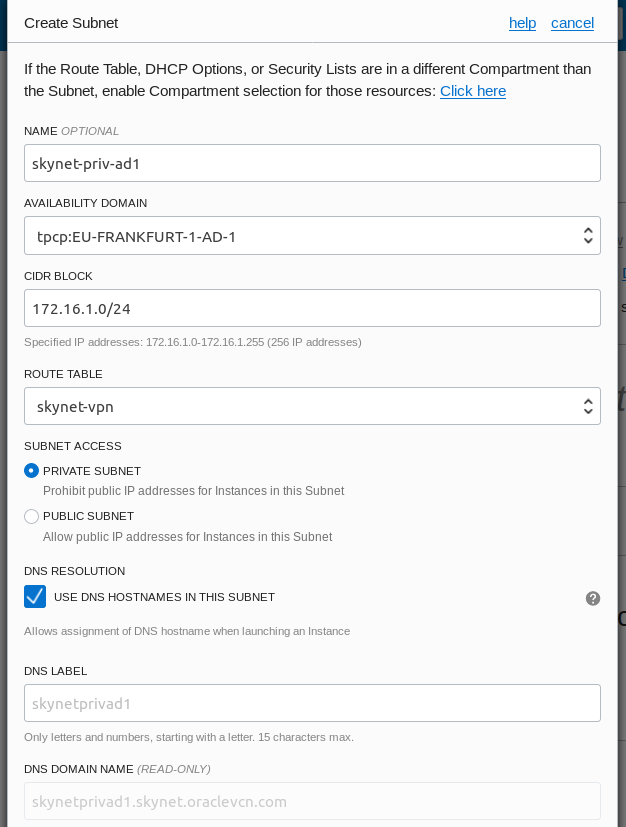 Create Subnet help cancel
If the Route Table, DHCP Options, or Security Lists are in a different Compartment than
the Subnet, enable Compartment selection for those resources: Click here
NAME OPTIONAL
skynet-priv-ad1
AVAILABILITY DOMAIN
tpcp:EU-FRANKFURT-1-AD-1
CIDR BLOCK
172.16.1.0/24
Specified IP addresses: 172.16.1.0-172.16.1.255 (256 IP addresses)
ROUTE TABLE
skynet-vpn
SUBNET ACCESS
PRIVATE SUBNET
Prohibit public IP addresses for Instances in this Subnet
PUBLIC SUBNET
Allow public IP addresses for Instances in this Subnet
DNS RESOLUTION
USE DNS HOSTNAMES IN THIS SUBNET
Allows assignment of DNS hostname when launching an Instance
DNS LABEL
skynetprivad1
Only letters and numbers, starting with a letter. 15 characters max.
DNS DOMAIN NAME (READ-ONLY)
skynetprivad1.skynet.oraclevcn.com